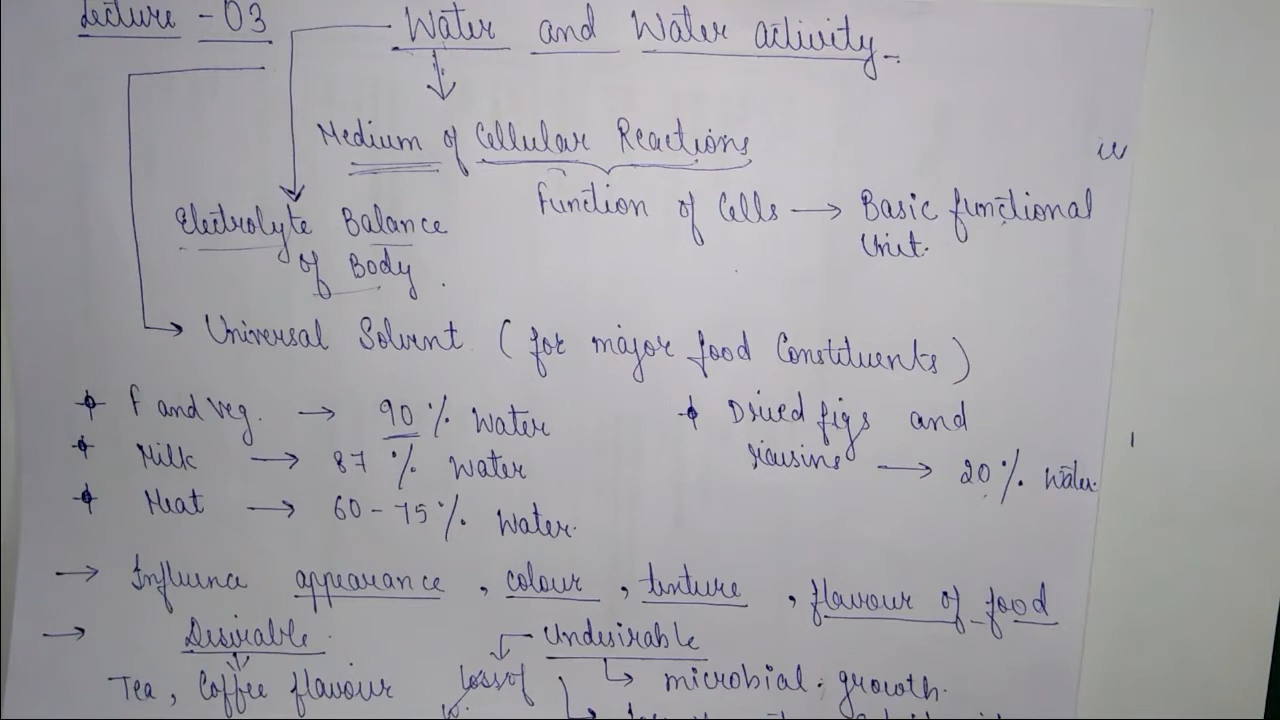 Lecture - 03
Water and Water activity -
Medium of Cellular Reactions
Function of Cells → Basic functional
Unit.
Electrolyte Balance
of Body.
Universal Solvent (for major food Constituents)
F and veg. → 90% Water
Milk → 87% Water
Meat → 60-75% Water.
Dried figs and
raisins → 20% Water.
→ Influence appearance, colour, texture, flavour of food
→ Desirable.
Undesirable
Tea, Coffee flavour
loss of
microbial growth.